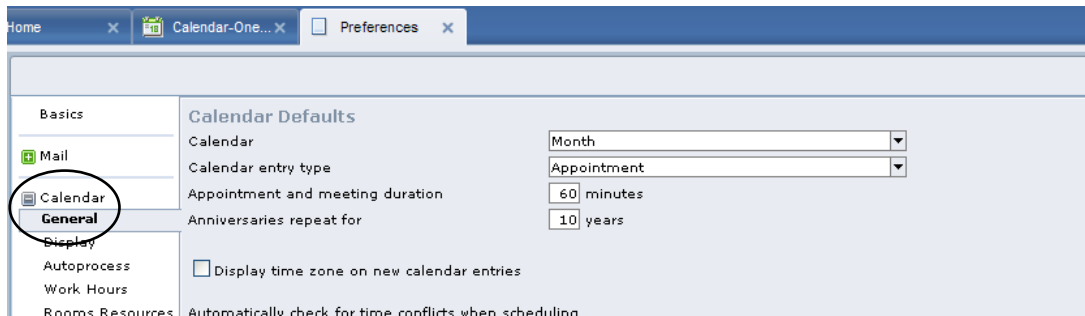 Home
Calendar-One...
Preferences
Basics
Mail
Calendar
General
Display
Autoprocess
Work Hours
Rooms Resources
Calendar Defaults
Calendar Month
Calendar entry type Appointment
Appointment and meeting duration 60 minutes
Anniversaries repeat for 10 years
Display time zone on new calendar entries
Automatically check for time conflicts when scheduling